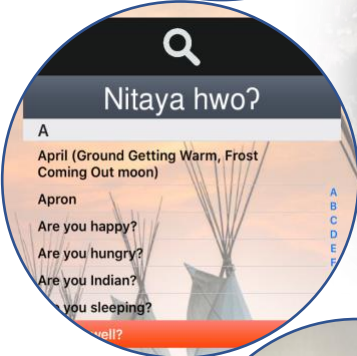 Nitaya hwo?
A
April (Ground Getting Warm, Frost
Coming Out moon)
Apron
Are you happy?
Are you hungry?
Are you Indian?
you sleeping?
well?
A
B
C
D
E
F